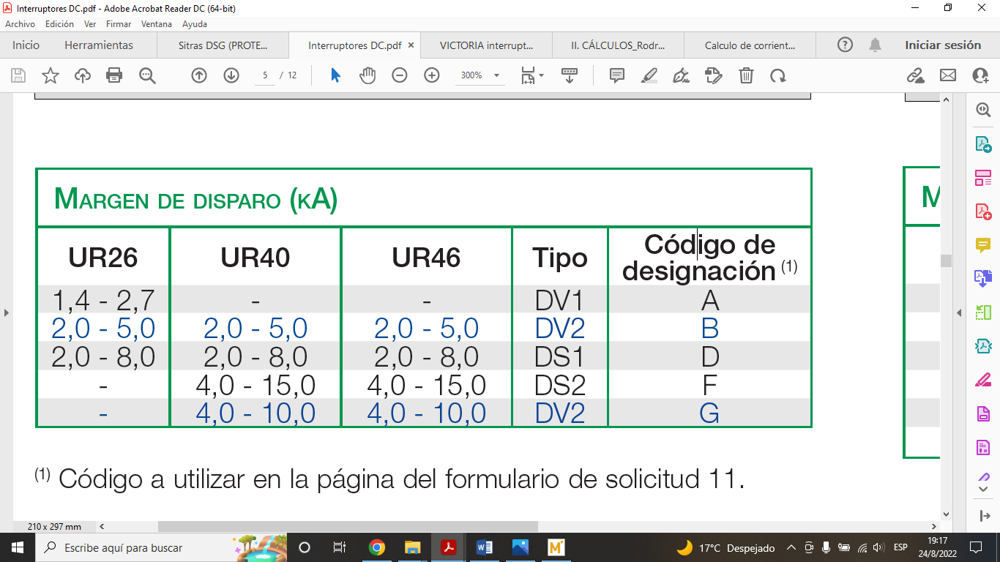 Interruptores DC.pdf - Adobe Acrobat Reader DC (64-bit)
Archivo Edición Ver Firmar Ventana Ayuda
Inicio Herramientas Sitras DSG (PROTE... Interruptores DC.pdf × VICTORIA interrupt... II. CÁLCULOS_Rodr... Calculo de corrient... Iniciar sesión
5 / 12 300%
MARGEN DE DISPARO (KA)
M
UR26 UR40 UR46 Tipo Código de designación (1)
1,4 - 2,7 - - DV1 A
2,0 - 5,0 2,0 - 5,0 2,0 - 5,0 DV2 B
2,0 - 8,0 2,0 - 8,0 2,0 - 8,0 DS1 D
- 4,0 - 15,0 4,0 - 15,0 DS2 F
- 4,0 - 10,0 4,0 - 10,0 DV2 G
(1) Código a utilizar en la página del formulario de solicitud 11.
210 x 297 mm
Escribe aquí para buscar 17°C Despejado ESP 19:17
24/8/2022